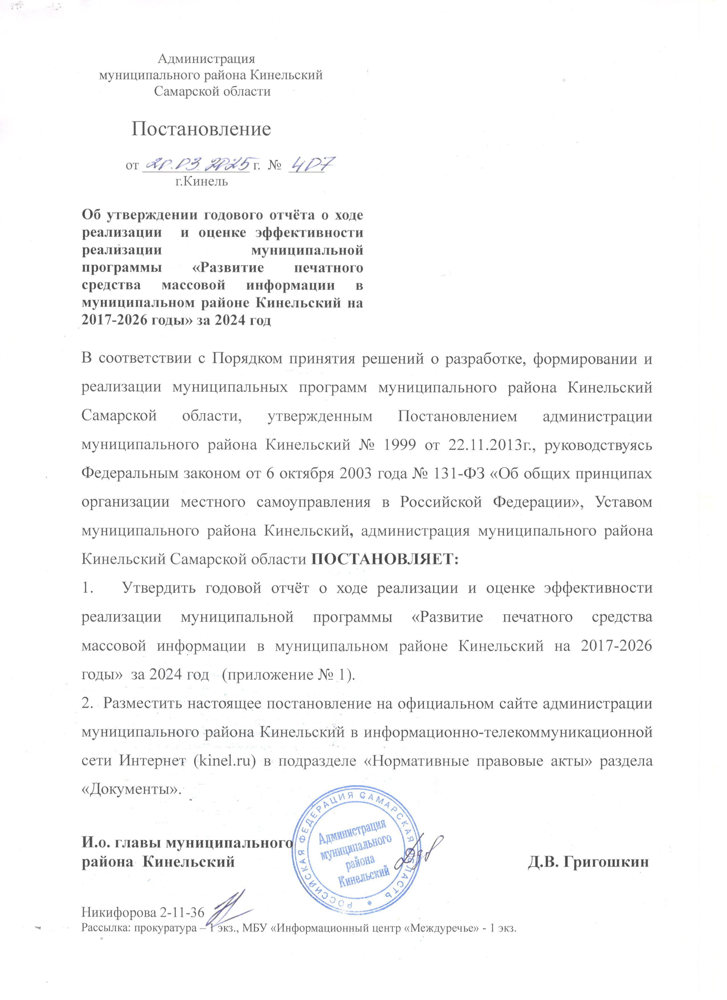 Администрация
муниципального района Кинельский
Самарской области
Постановление
от 20.03.2025 г. № 407
г.Кинель
Об утверждении годового отчёта о ходе
реализации и оценке эффективности
реализации муниципальной
программы «Развитие печатного
средства массовой информации в
муниципальном районе Кинельский на
2017-2026 годы» за 2024 год
В соответствии с Порядком принятия решений о разработке, формировании и
реализации муниципальных программ муниципального района Кинельский
Самарской области, утвержденным Постановлением администрации
муниципального района Кинельский № 1999 от 22.11.2013г., руководствуясь
Федеральным законом от 6 октября 2003 года № 131-ФЗ «Об общих принципах
организации местного самоуправления в Российской Федерации», Уставом
муниципального района Кинельский, администрация муниципального района
Кинельский Самарской области ПОСТАНОВЛЯЕТ:
1. Утвердить годовой отчёт о ходе реализации и оценке эффективности
реализации муниципальной программы «Развитие печатного средства
массовой информации в муниципальном районе Кинельский на 2017-2026
годы» за 2024 год (приложение № 1).
2. Разместить настоящее постановление на официальном сайте администрации
муниципального района Кинельский в информационно-телекоммуникационной
сети Интернет (kinel.ru) в подразделе «Нормативные правовые акты» раздела
«Документы».
РОССИЙСКАЯ ФЕДЕРАЦИЯ САМАРСКАЯ ОБЛАСТЬ *
Администрация
муниципального
района
Кинельский
И.о. главы муниципального
района Кинельский Д.В. Григошкин
Никифорова 2-11-36
Рассылка: прокуратура – 1 экз., МБУ «Информационный центр «Междуречье» - 1 экз.